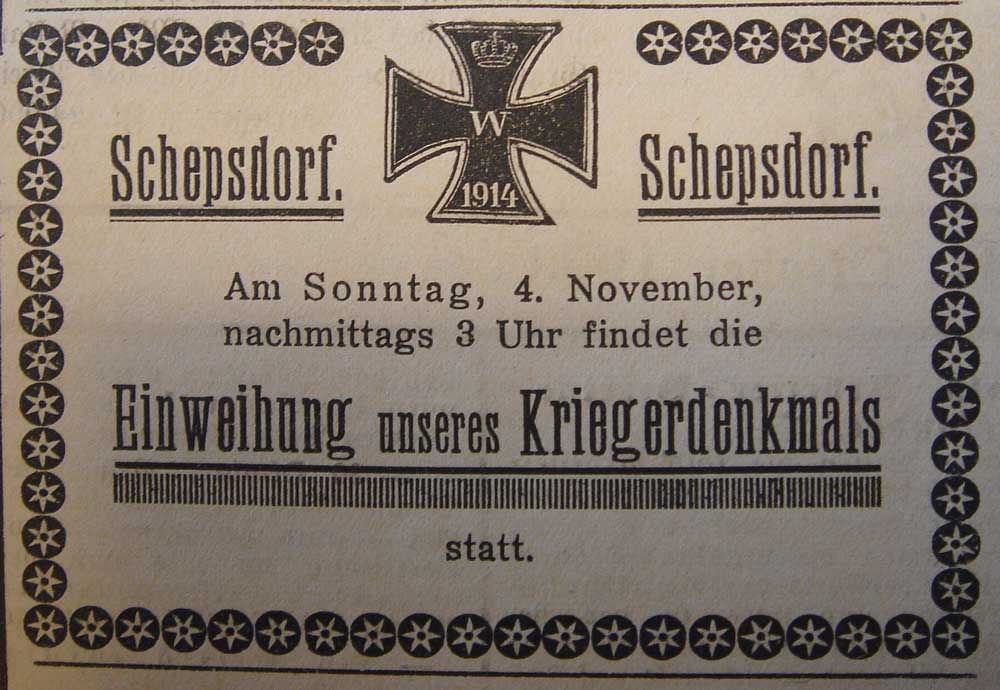 W
1914
Schepsdorf. Schepsdorf.
Am Sonntag, 4. November,
nachmittags 3 Uhr findet die
Einweihung unseres Kriegerdenkmals
statt.